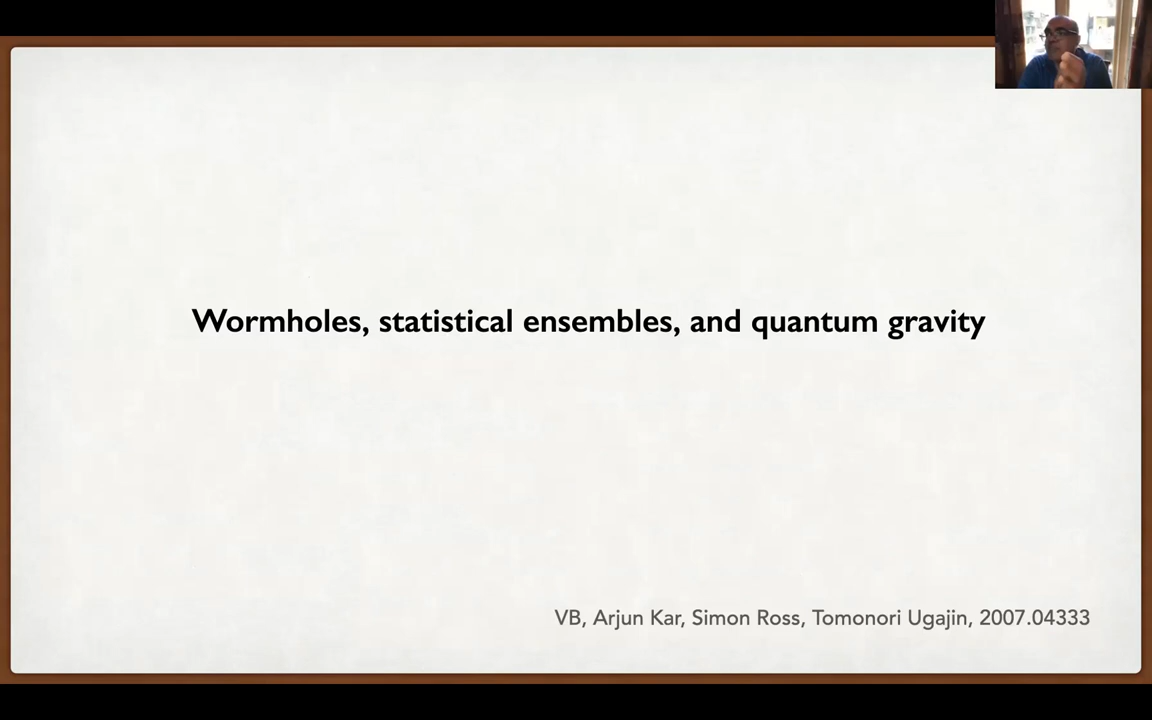 Wormholes, statistical ensembles, and quantum gravity
VB, Arjun Kar, Simon Ross, Tomonori Ugajin, 2007.04333